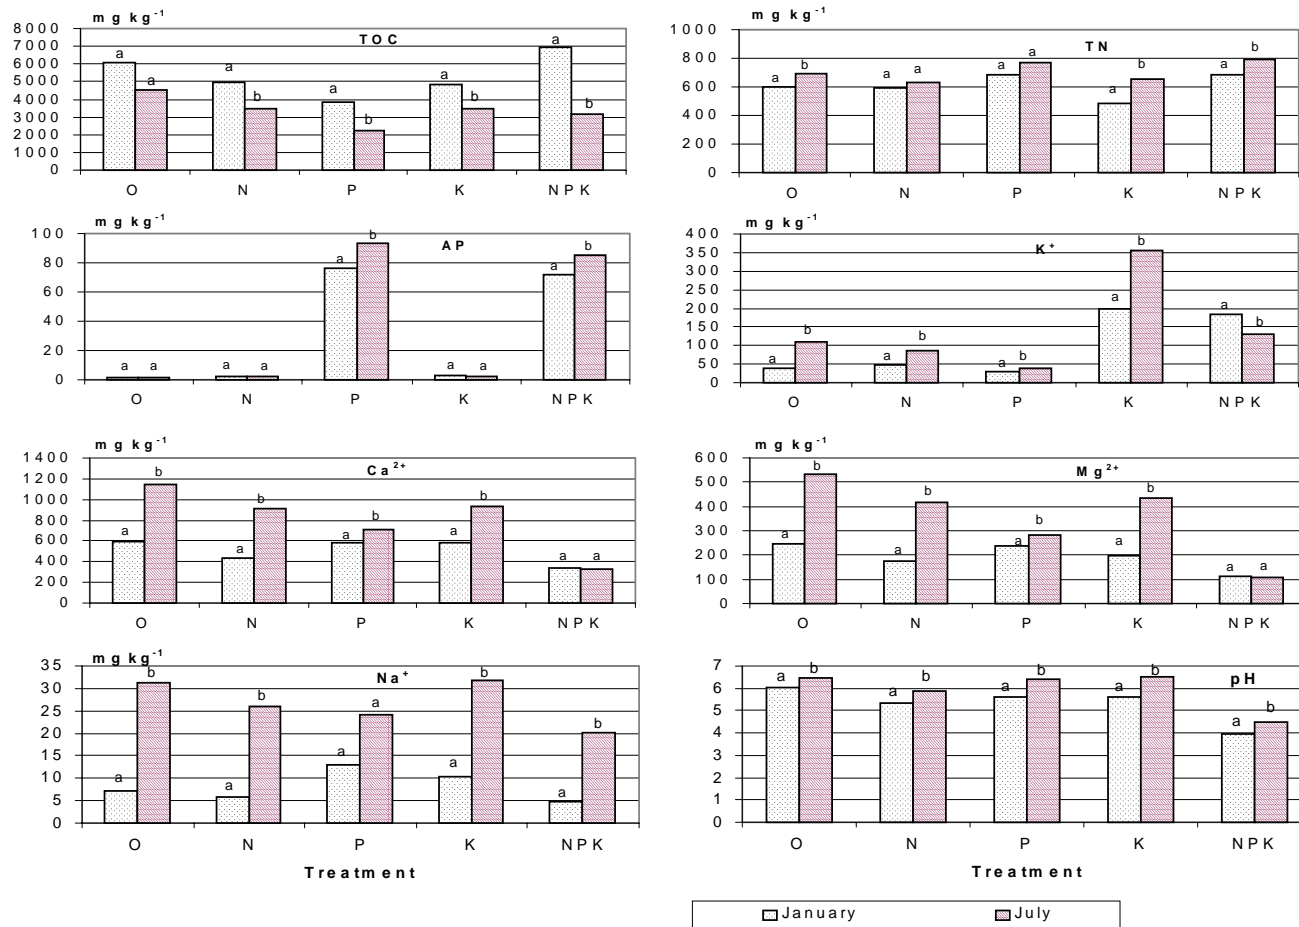 mg kg-1
TOC
8000
7000
6000
5000
4000
3000
2000
1000
0
a a a b a b a b a b
O N P K NPK
mg kg-1
TN
1000
800
600
400
200
0
a b a a a a a b a b
O N P K NPK
mg kg-1
AP
100
80
60
40
20
0
a a a a a b a a a b
O N P K NPK
mg kg-1
K+
400
350
300
250
200
150
100
50
0
a b a b a b a b a b
O N P K NPK
mg kg-1
Ca2+
1400
1200
1000
800
600
400
200
0
a b a b a b a b a a
O N P K NPK
mg kg-1
Mg2+
600
500
400
300
200
100
0
a b a b a b a b a a
O N P K NPK
mg kg-1
Na+
35
30
25
20
15
10
5
0
a b a b a a a b a b
O N P K NPK
Treatment
pH
7
6
5
4
3
2
1
0
a b a b a b a b a b
O N P K NPK
Treatment
January July